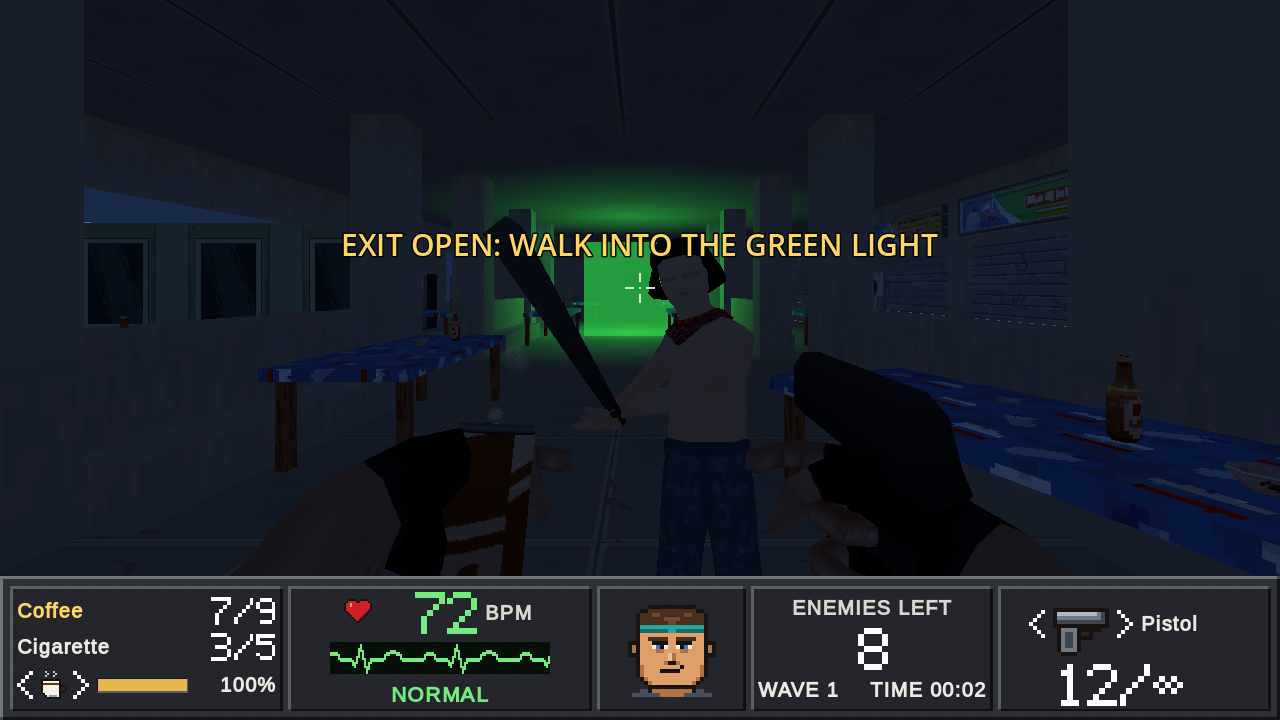 EXIT OPEN: WALK INTO THE GREEN LIGHT
Coffee 7/9
Cigarette 3/5
100%
72 BPM
NORMAL
ENEMIES LEFT
8
WAVE 1 TIME 00:02
Pistol
12/∞